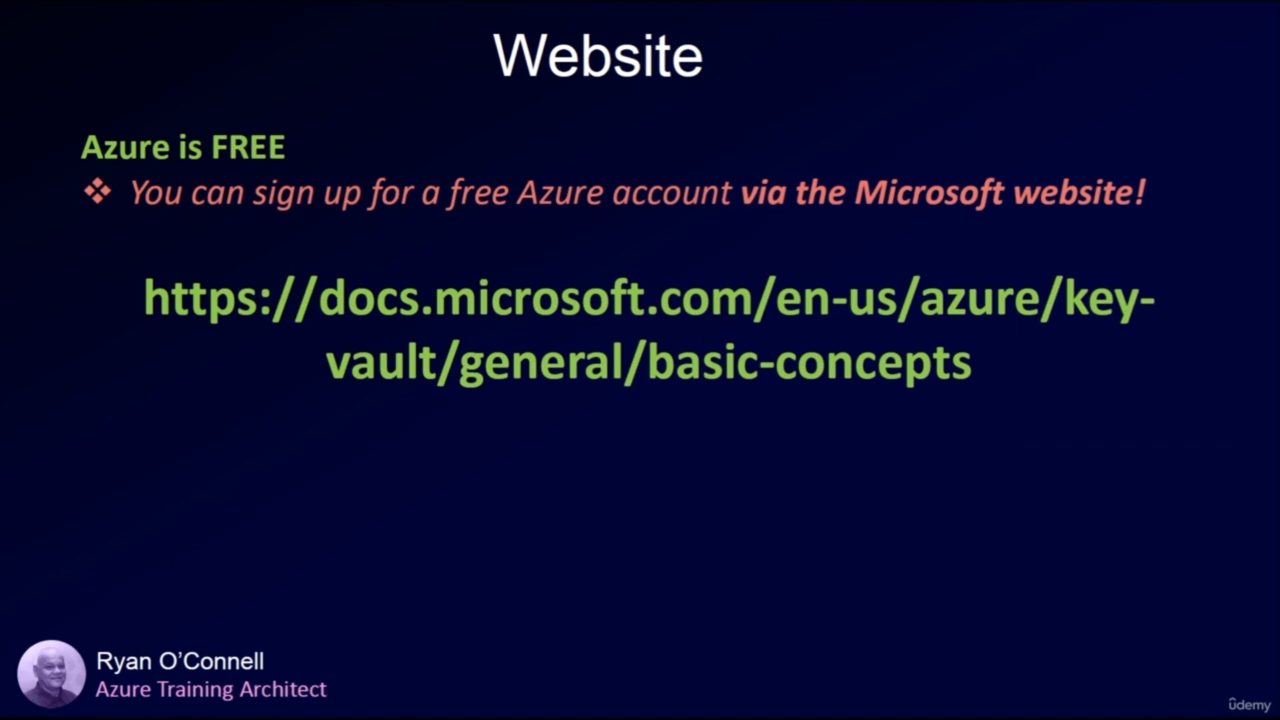 Website
Azure is FREE
❖ You can sign up for a free Azure account via the Microsoft website!
https://docs.microsoft.com/en-us/azure/key-
vault/general/basic-concepts
Ryan O’Connell
Azure Training Architect
ûdemy